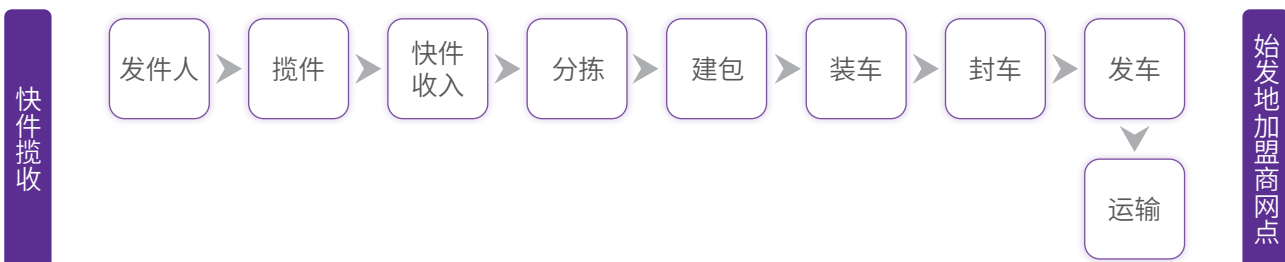 快件揽收
发件人
揽件
快件
收入
分拣
建包
装车
封车
发车
运输
始发地加盟商网点